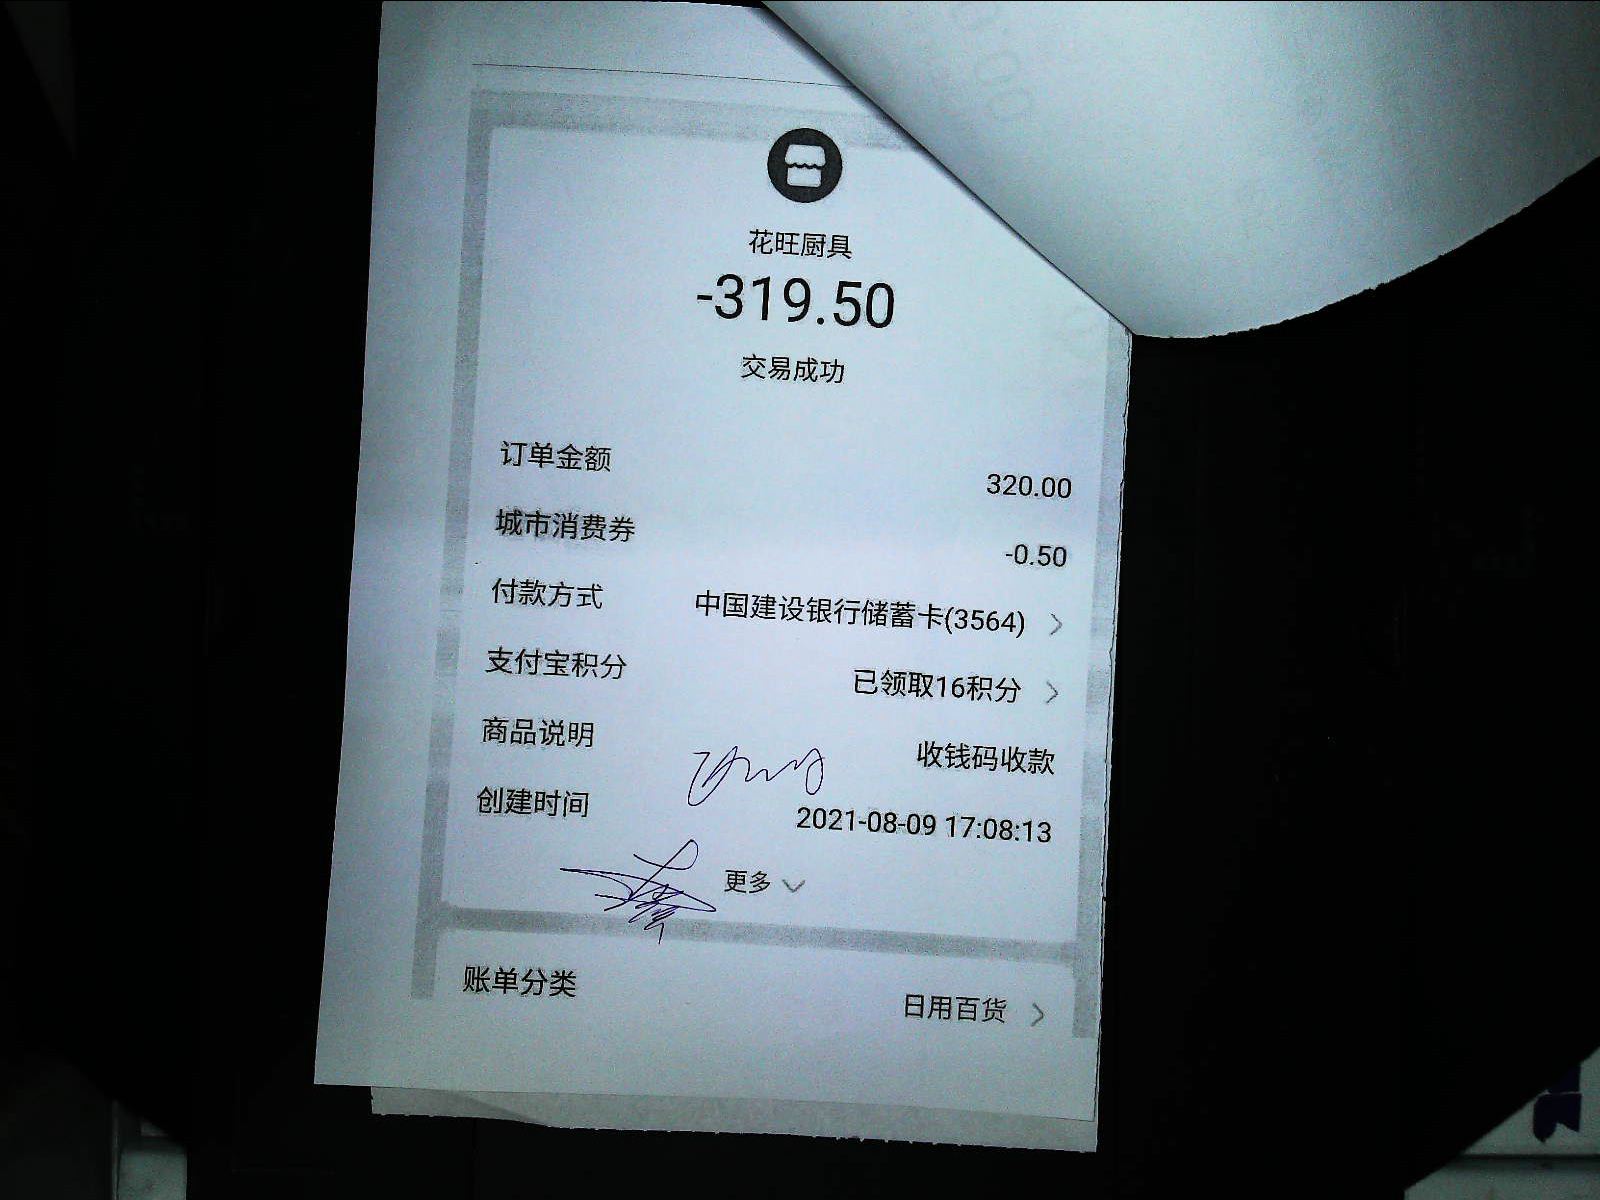 花旺厨具
-319.50
交易成功
订单金额 320.00
城市消费券 -0.50
付款方式 中国建设银行储蓄卡(3564)
支付宝积分 已领取16积分
商品说明 收钱码收款
创建时间 2021-08-09 17:08:13
更多
账单分类 日用百货